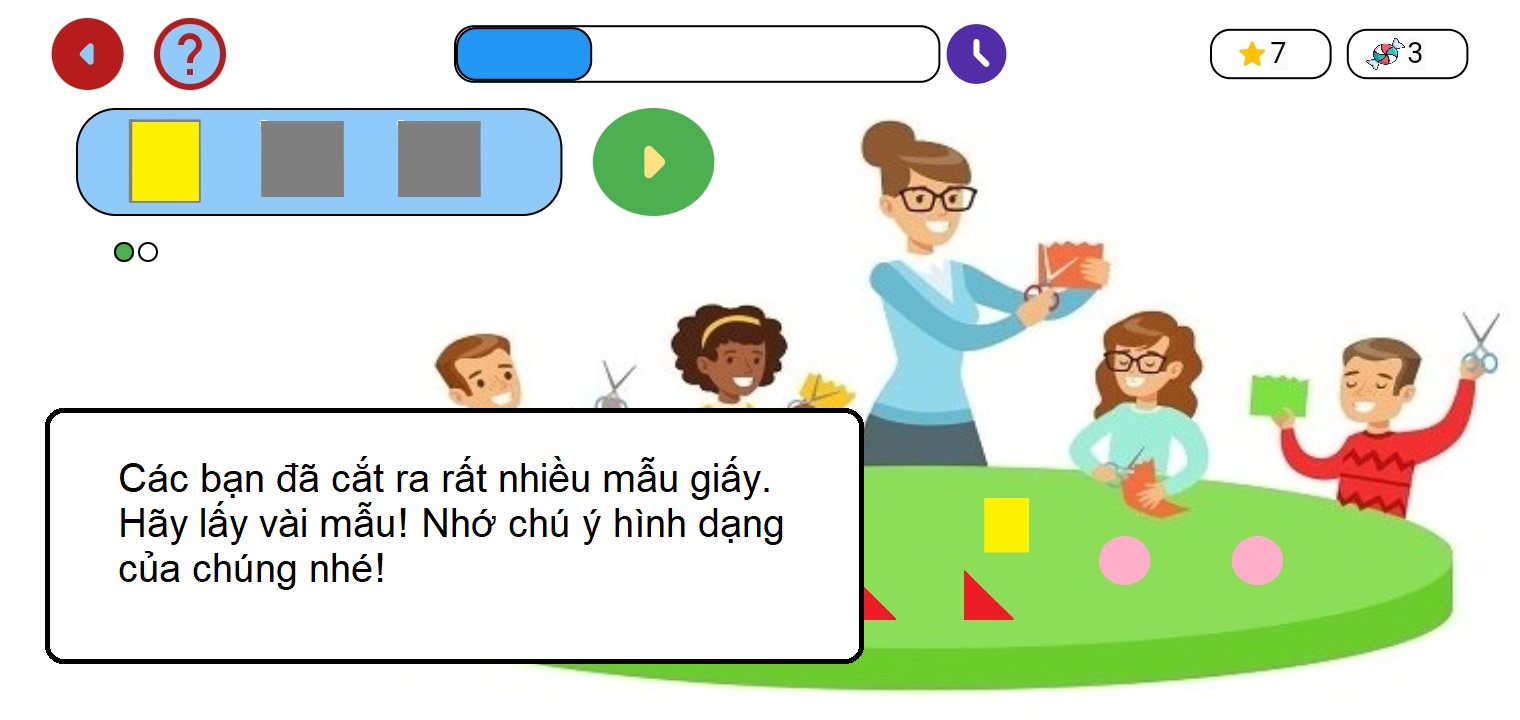 ?
7
3
Các bạn đã cắt ra rất nhiều mẫu giấy.
Hãy lấy vài mẫu! Nhớ chú ý hình dạng
của chúng nhé!